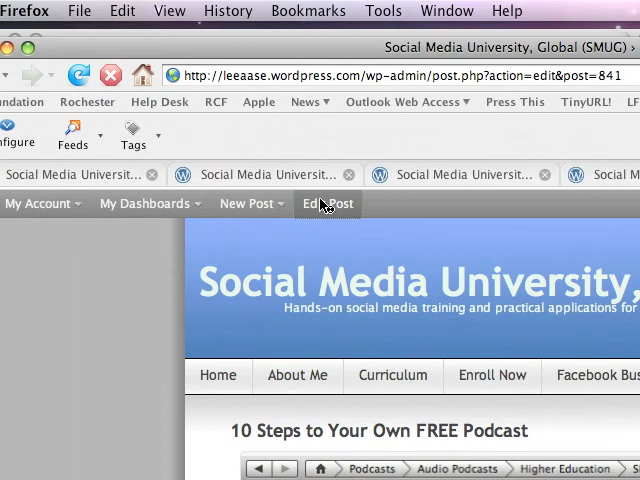 Firefox File Edit View History Bookmarks Tools Window Help
Social Media University, Global (SMUG) ›
http://leeaase.wordpress.com/wp-admin/post.php?action=edit&post=841
ndation Rochester Help Desk RCF Apple News Outlook Web Access Press This TinyURL! LF
nfigure Feeds Tags
Social Media Universit... Social Media Universit... Social Media Universit... Social M
My Account My Dashboards New Post Edit Post
Social Media University,
Hands-on social media training and practical applications for
Home About Me Curriculum Enroll Now Facebook Bus
10 Steps to Your Own FREE Podcast
Podcasts Audio Podcasts Higher Education S